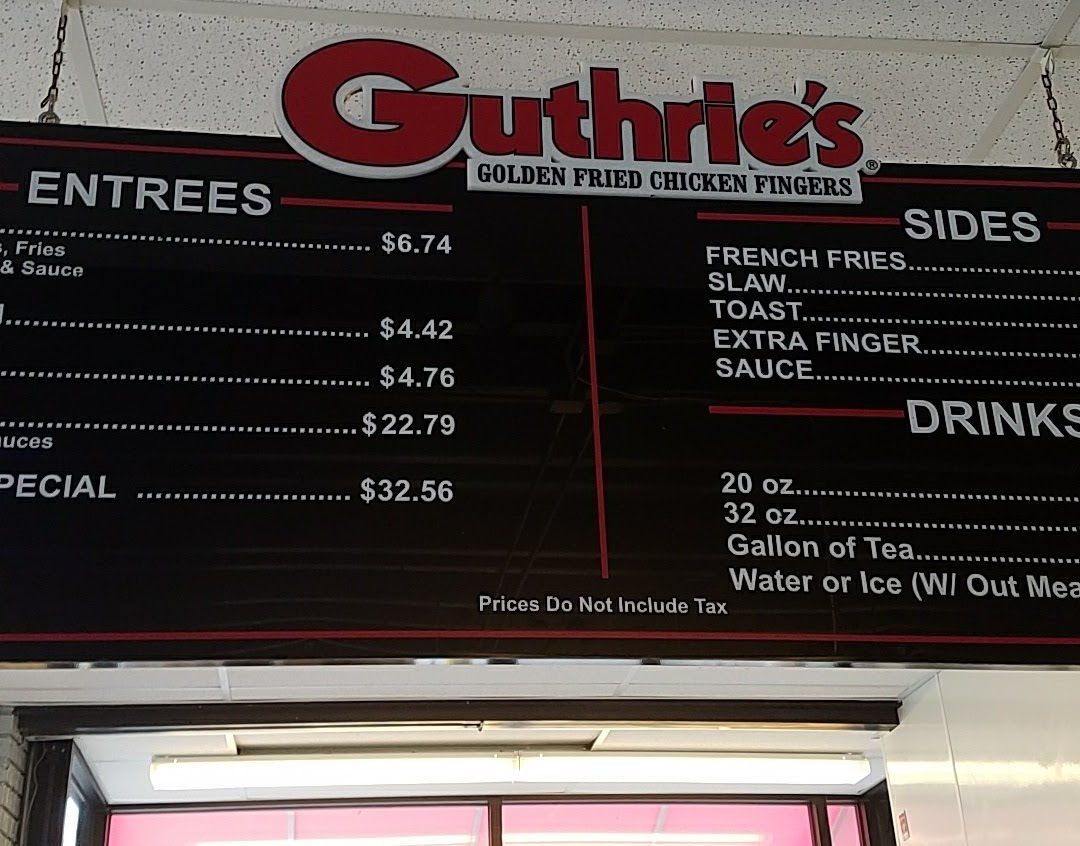 Guthrie's®
GOLDEN FRIED CHICKEN FINGERS
ENTREES
.......................................... $6.74
, Fries
& Sauce
.......................................... $4.42
.......................................... $4.76
..........................................$22.79
auces
PECIAL ......................... $32.56
SIDES
FRENCH FRIES.....................
SLAW.....................................
TOAST...................................
EXTRA FINGER...................
SAUCE..................................
DRINKS
20 oz.....................................
32 oz.....................................
Gallon of Tea.....................
Water or Ice (W/ Out Mea
Prices Do Not Include Tax